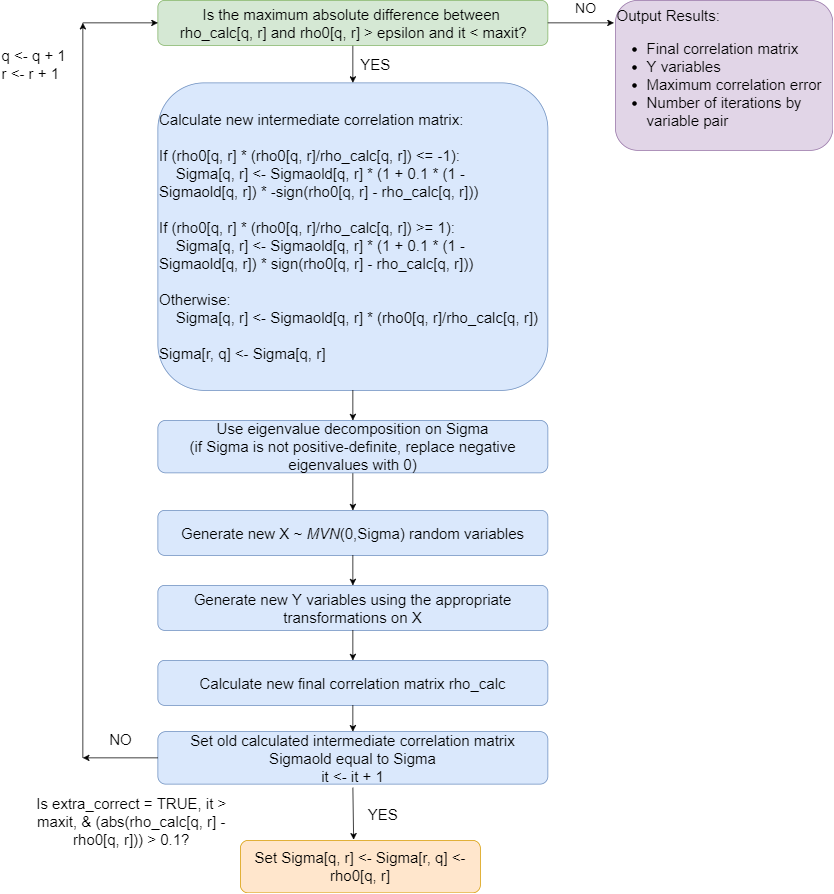 Is the maximum absolute difference between
rho_calc[q, r] and rho0[q, r] > epsilon and it < maxit?
NO
Output Results:
• Final correlation matrix
• Y variables
• Maximum correlation error
• Number of iterations by
variable pair
q <- q + 1
r <- r + 1
YES
Calculate new intermediate correlation matrix:
If (rho0[q, r] * (rho0[q, r]/rho_calc[q, r]) <= -1):
Sigma[q, r] <- Sigmaold[q, r] * (1 + 0.1 * (1 -
Sigmaold[q, r]) * -sign(rho0[q, r] - rho_calc[q, r]))
If (rho0[q, r] * (rho0[q, r]/rho_calc[q, r]) >= 1):
Sigma[q, r] <- Sigmaold[q, r] * (1 + 0.1 * (1 -
Sigmaold[q, r]) * sign(rho0[q, r] - rho_calc[q, r]))
Otherwise:
Sigma[q, r] <- Sigmaold[q, r] * (rho0[q, r]/rho_calc[q, r])
Sigma[r, q] <- Sigma[q, r]
Use eigenvalue decomposition on Sigma
(if Sigma is not positive-definite, replace negative
eigenvalues with 0)
Generate new X ~ MVN(0,Sigma) random variables
Generate new Y variables using the appropriate
transformations on X
Calculate new final correlation matrix rho_calc
NO
Set old calculated intermediate correlation matrix
Sigmaold equal to Sigma
it <- it + 1
Is extra_correct = TRUE, it >
maxit, & (abs(rho_calc[q, r] -
rho0[q, r])) > 0.1?
YES
Set Sigma[q, r] <- Sigma[r, q] <-
rho0[q, r]